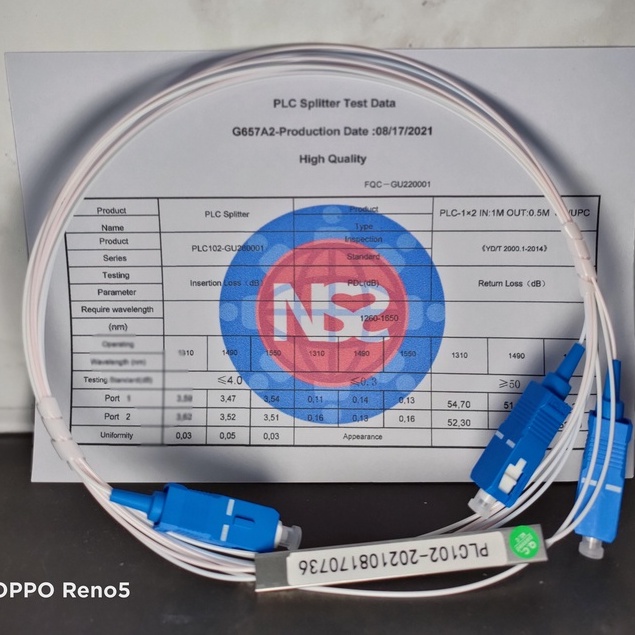 PLC Splitter Test Data
G657A2-Production Date :08/17/2021
High Quality
FQC-GU220001
Product Name PLC Splitter Product Type PLC-1×2 IN:1M OUT:0.5M /UPC
Product Series Inspection Standard 《YD/T 2000.1-2014》
Testing Parameter Insertion Loss (dB) PDL(dB) Return Loss (dB)
Require wavelength (nm) 1260-1650
Operating Wavelength (nm) 1310 1490 1550 1310 1490 1550 1310 1490
Testing Standard(dB) ≤4.0 ≤0.3 ≥50
Port 1 3,47 3,54 0,11 0,14 0,13 54,70
Port 2 3,52 3,51 0,16 0,16 0,13 52,30
Uniformity 0,03 0,05 0,03 Appearance
NSS
PLC102-202108170736
OPPO Reno5